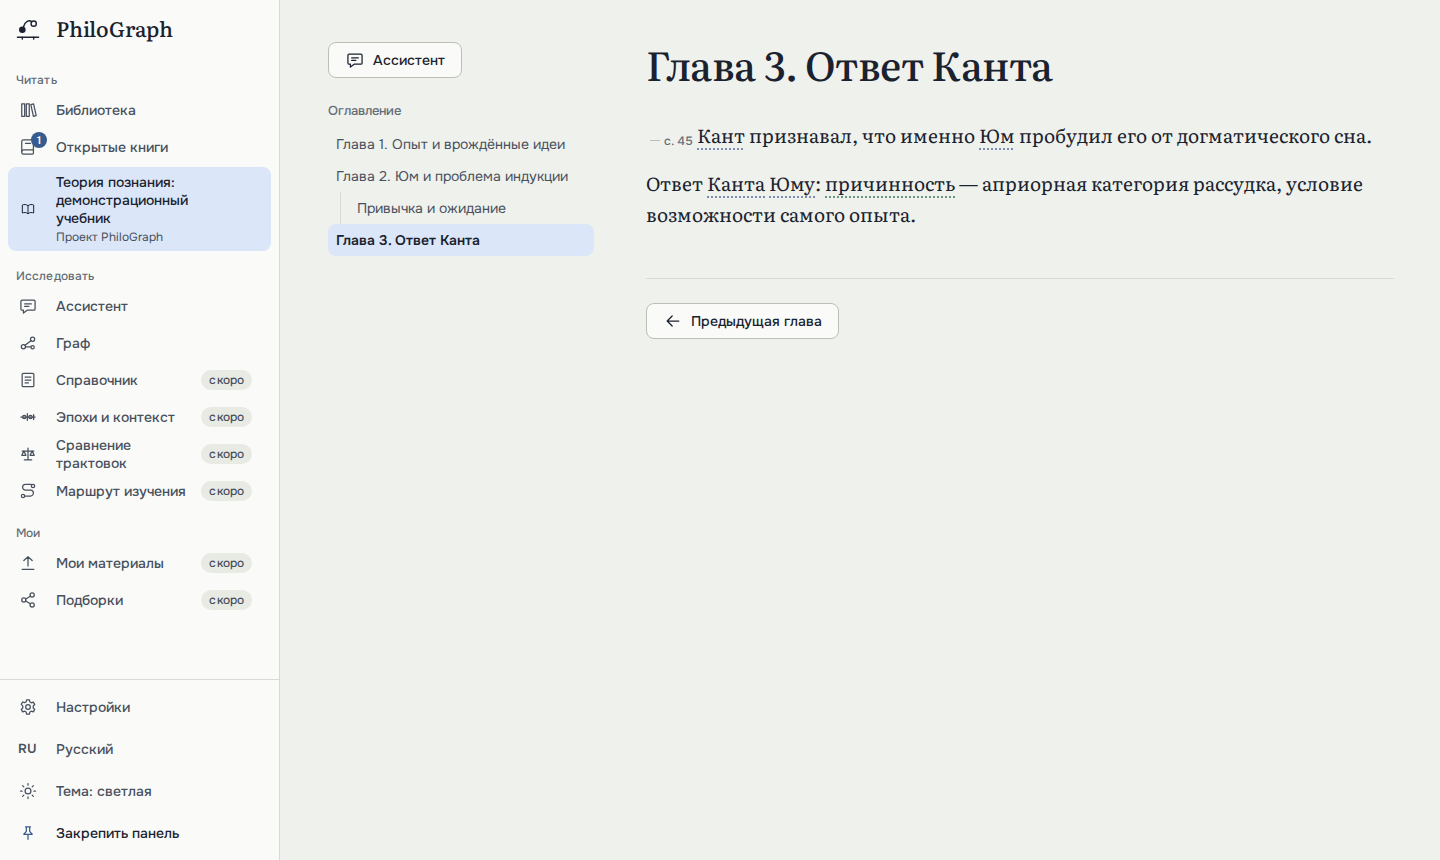 PhiloGraph
Читать
Библиотека
1
Открытые книги
Теория познания:
демонстрационный
учебник
Проект PhiloGraph
Исследовать
Ассистент
Граф
Справочник скоро
Эпохи и контекст скоро
Сравнение
трактовок скоро
Маршрут изучения скоро
Мои
Мои материалы скоро
Подборки скоро
Настройки
RU Русский
Тема: светлая
Закрепить панель
Ассистент
Оглавление
Глава 1. Опыт и врождённые идеи
Глава 2. Юм и проблема индукции
Привычка и ожидание
Глава 3. Ответ Канта
Глава 3. Ответ Канта
— с. 45 Кант признавал, что именно Юм пробудил его от догматического сна.
Ответ Канта Юму: причинность — априорная категория рассудка, условие
возможности самого опыта.
Предыдущая глава